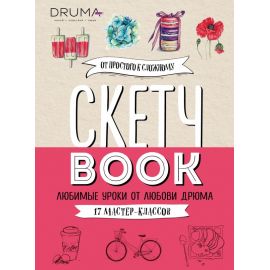 DRUMA
ОТ ПРОСТОГО К СЛОЖНОМУ
СКЕТЧ
BOOK
ЛЮБИМЫЕ УРОКИ ОТ ЛЮБОВИ ДРЮМА
17 МАСТЕР-КЛАССОВ